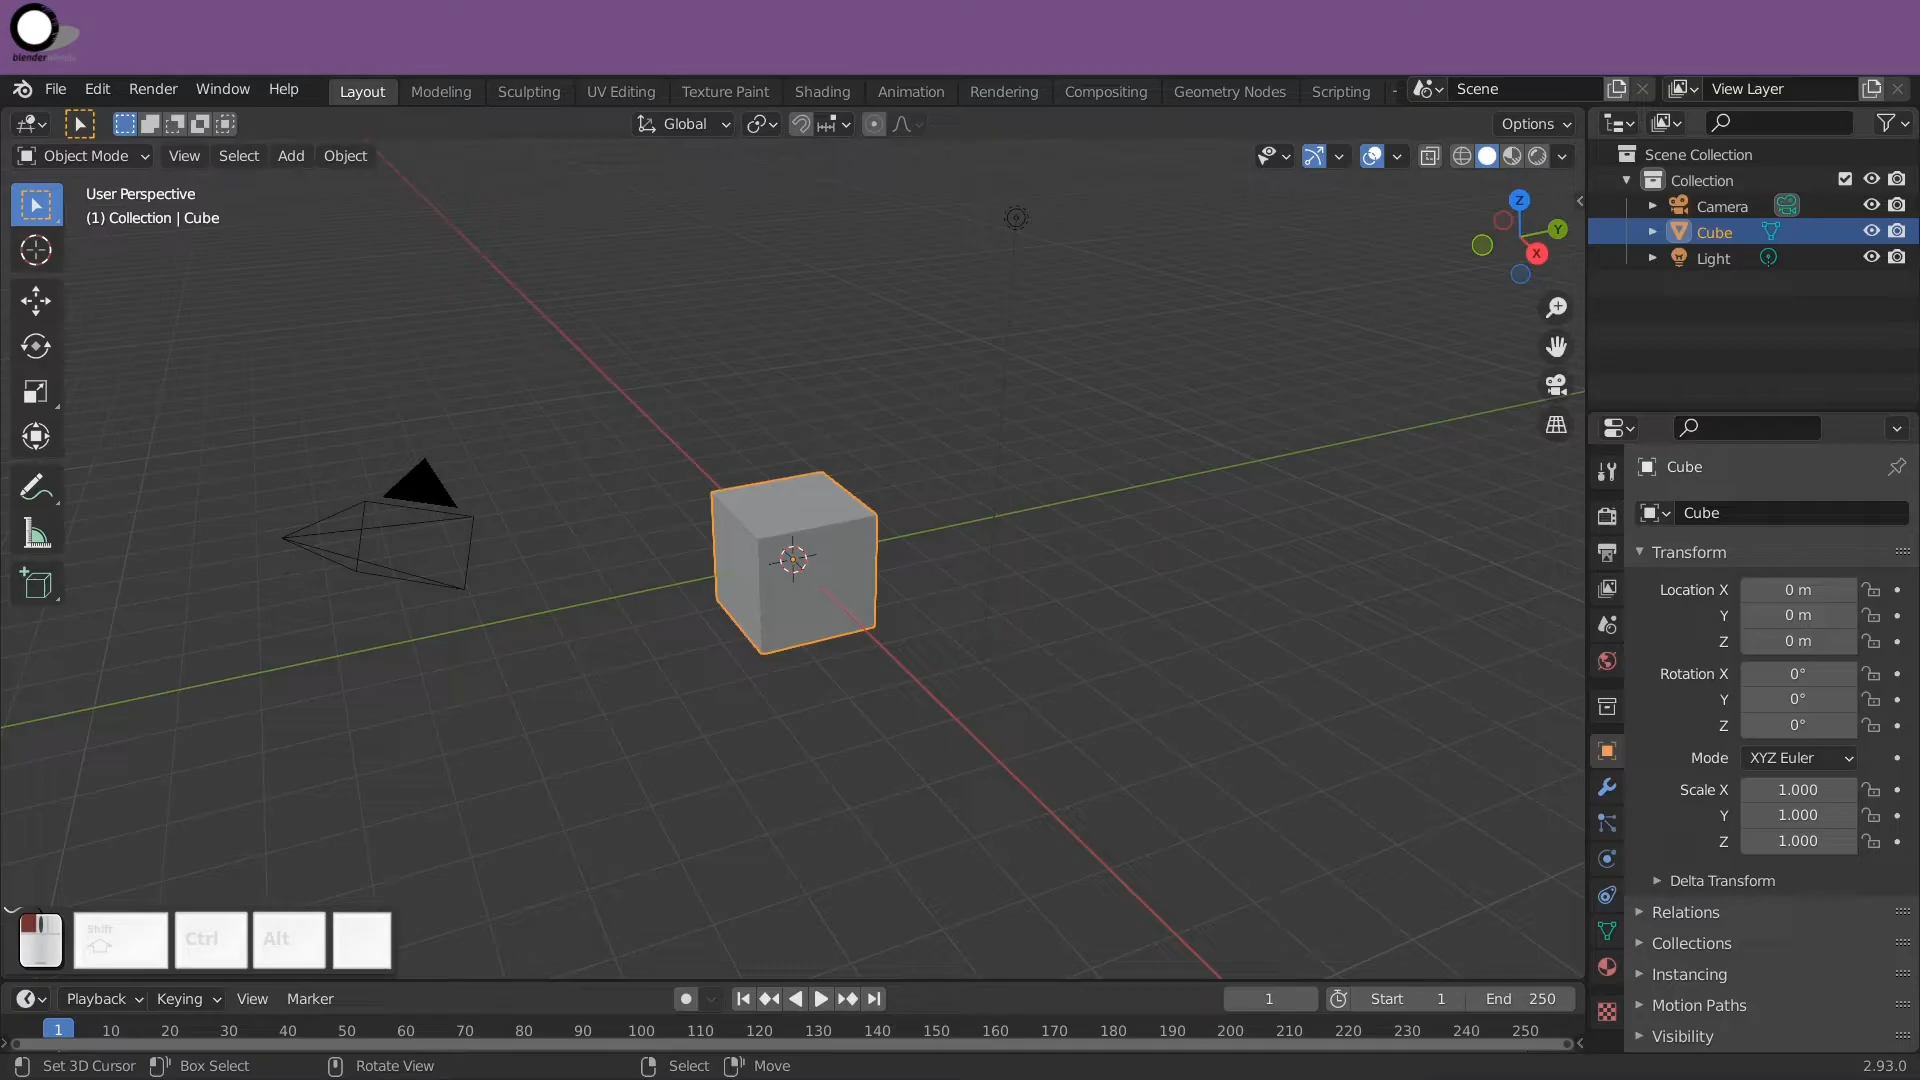 blender
File Edit Render Window Help Layout Modeling Sculpting UV Editing Texture Paint Shading Animation Rendering Compositing Geometry Nodes Scripting Scene View Layer
Global Options
Object Mode View Select Add Object
User Perspective
(1) Collection | Cube
Z
Y
X
Scene Collection
Collection
Camera
Cube
Light
Cube
Cube
Transform
Location X 0 m
Y 0 m
Z 0 m
Rotation X 0°
Y 0°
Z 0°
Mode XYZ Euler
Scale X 1.000
Y 1.000
Z 1.000
Delta Transform
Relations
Collections
Instancing
Motion Paths
Visibility
Shift
Ctrl Alt
Playback Keying View Marker 1 Start 1 End 250
1 10 20 30 40 50 60 70 80 90 100 110 120 130 140 150 160 170 180 190 200 210 220 230 240 250
Set 3D Cursor Box Select Rotate View Select Move 2.93.0